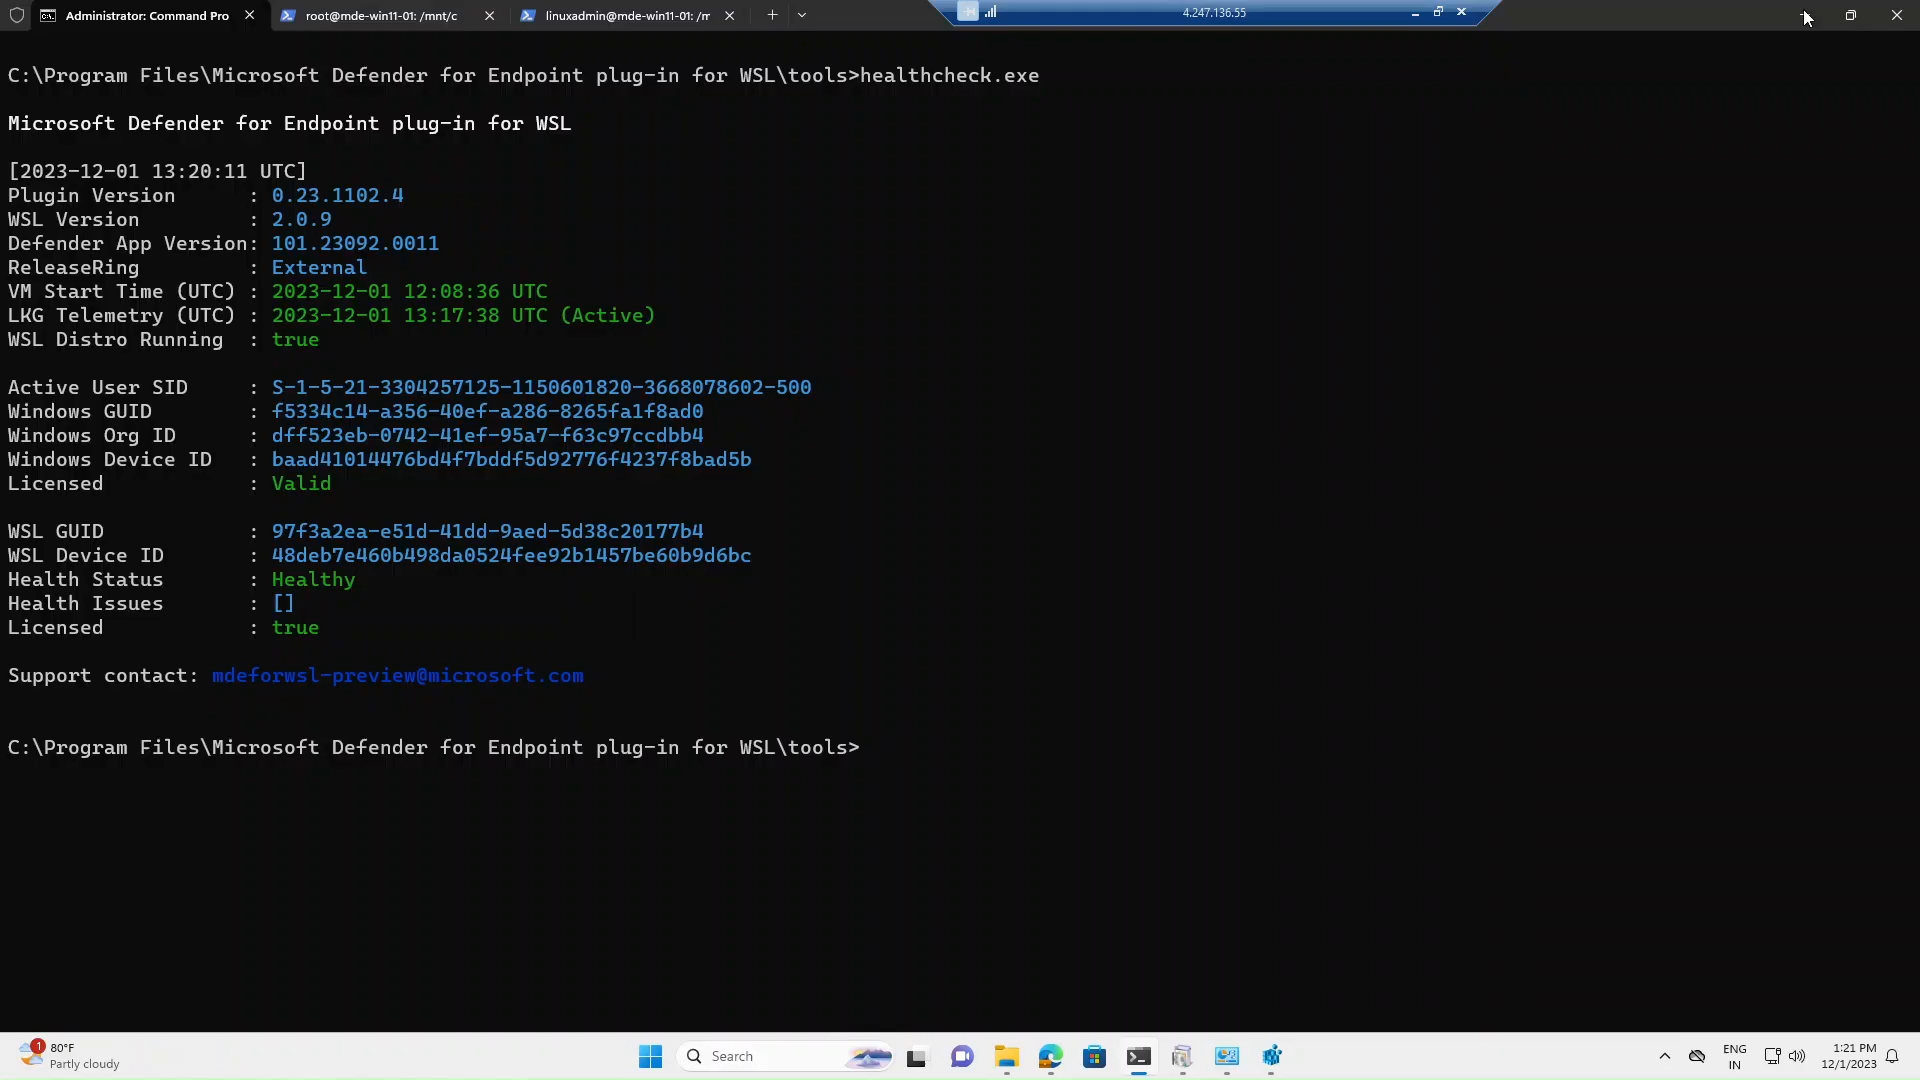 Administrator: Command Pro
root@mde-win11-01: /mnt/c
linuxadmin@mde-win11-01: /r
4.247.136.55
C:\Program Files\Microsoft Defender for Endpoint plug-in for WSL\tools>healthcheck.exe
Microsoft Defender for Endpoint plug-in for WSL
[2023-12-01 13:20:11 UTC]
Plugin Version : 0.23.1102.4
WSL Version : 2.0.9
Defender App Version: 101.23092.0011
ReleaseRing : External
VM Start Time (UTC) : 2023-12-01 12:08:36 UTC
LKG Telemetry (UTC) : 2023-12-01 13:17:38 UTC (Active)
WSL Distro Running : true
Active User SID : S-1-5-21-3304257125-1150601820-3668078602-500
Windows GUID : f5334c14-a356-40ef-a286-8265fa1f8ad0
Windows Org ID : dff523eb-0742-41ef-95a7-f63c97ccdbb4
Windows Device ID : baad41014476bd4f7bddf5d92776f4237f8bad5b
Licensed : Valid
WSL GUID : 97f3a2ea-e51d-41dd-9aed-5d38c20177b4
WSL Device ID : 48deb7e460b498da0524fee92b1457be60b9d6bc
Health Status : Healthy
Health Issues : []
Licensed : true
Support contact: mdeforwsl-preview@microsoft.com
C:\Program Files\Microsoft Defender for Endpoint plug-in for WSL\tools>
1
80°F
Partly cloudy
Search
ENG
IN
1:21 PM
12/1/2023